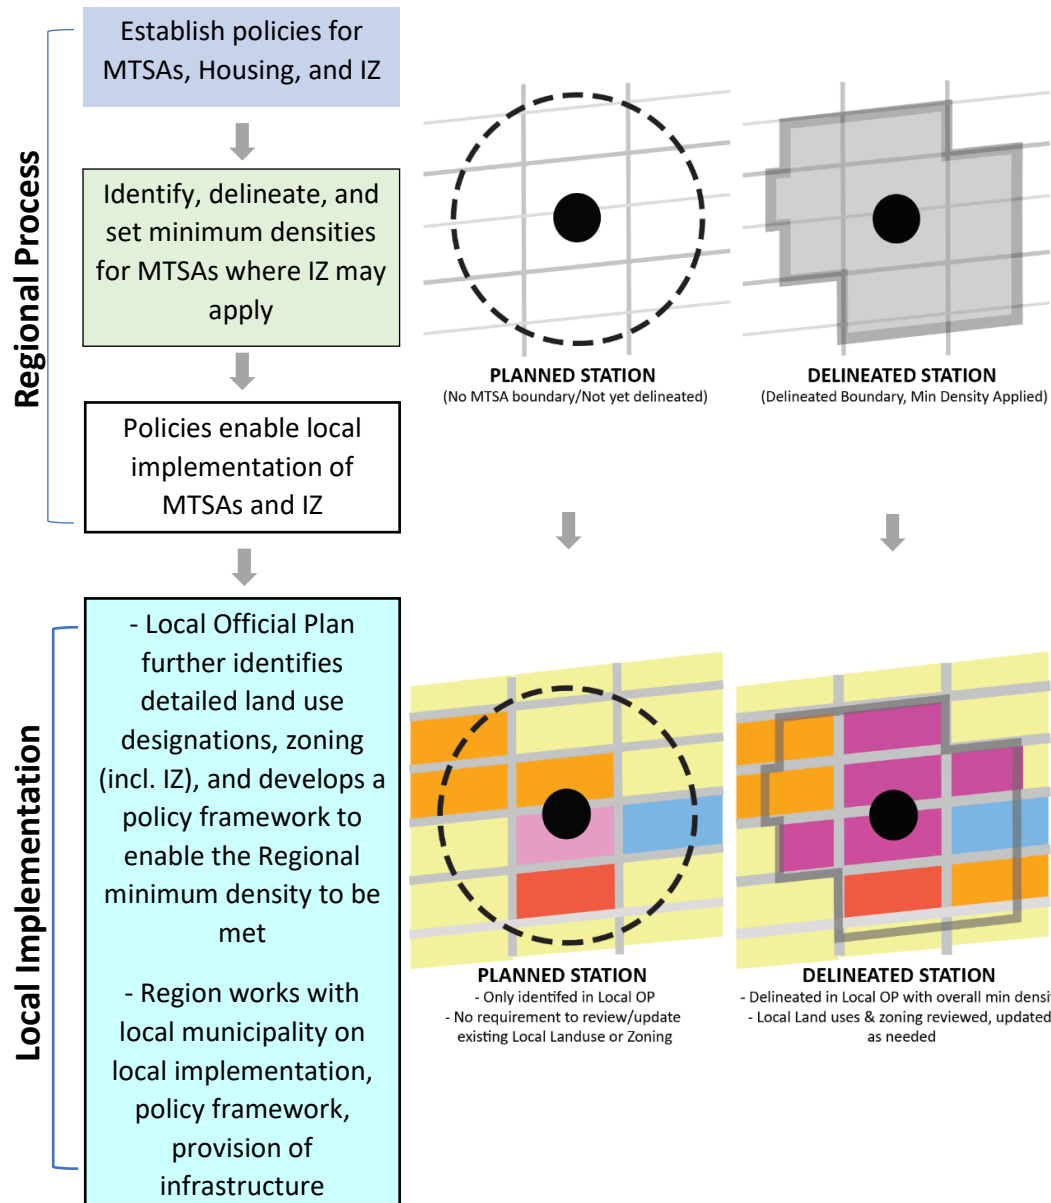 Regional Process
Establish policies for
MTSAs, Housing, and IZ
Identify, delineate, and
set minimum densities
for MTSAs where IZ may
apply
Policies enable local
implementation of
MTSAs and IZ
PLANNED STATION
(No MTSA boundary/Not yet delineated)
DELINEATED STATION
(Delineated Boundary, Min Density Applied)
Local Implementation
- Local Official Plan
further identifies
detailed land use
designations, zoning
(incl. IZ), and develops a
policy framework to
enable the Regional
minimum density to be
met
- Region works with
local municipality on
local implementation,
policy framework,
provision of
infrastructure
PLANNED STATION
- Only identifed in Local OP
- No requirement to review/update
existing Local Landuse or Zoning
DELINEATED STATION
- Delineated in Local OP with overall min densit
- Local Land uses & zoning reviewed, updated
as needed